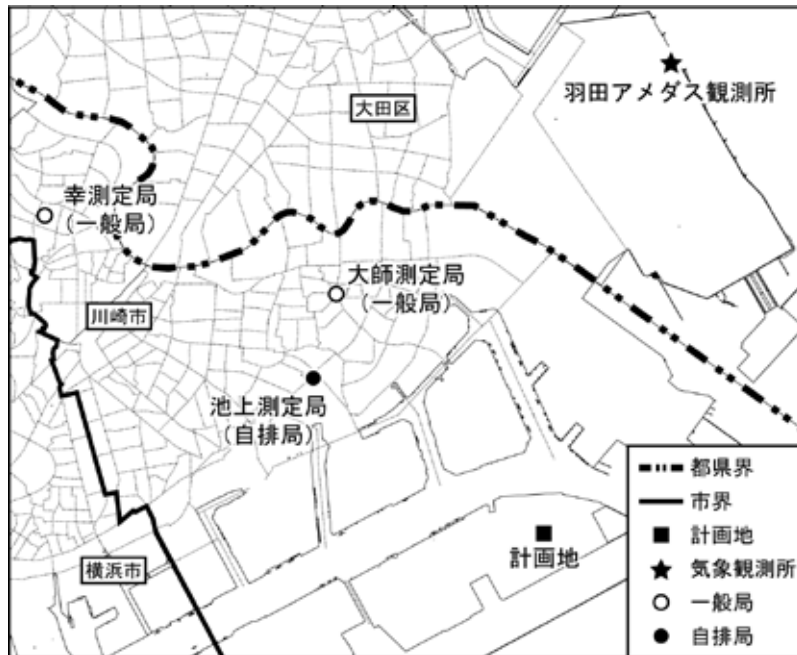 羽田アメダス観測所
大田区
幸測定局
（一般局）
大師測定局
（一般局）
川崎市
池上測定局
（自排局）
計画地
横浜市
都県界
市界
計画地
気象観測所
一般局
自排局